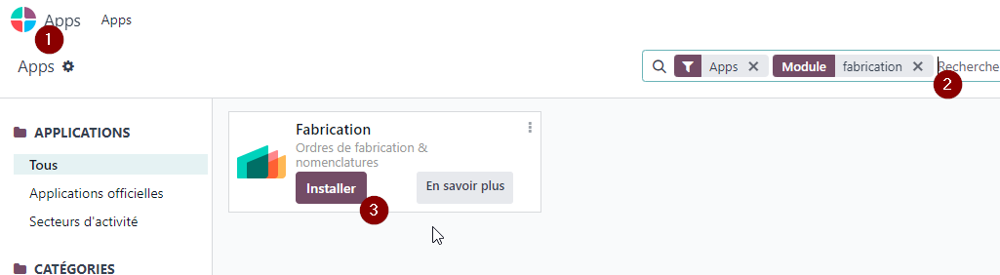 Apps Apps
1
Apps
Apps Module fabrication Recherche
2
APPLICATIONS
Tous
Applications officielles
Secteurs d'activité
CATÉGORIES
Fabrication
Ordres de fabrication &
nomenclatures
Installer En savoir plus
3